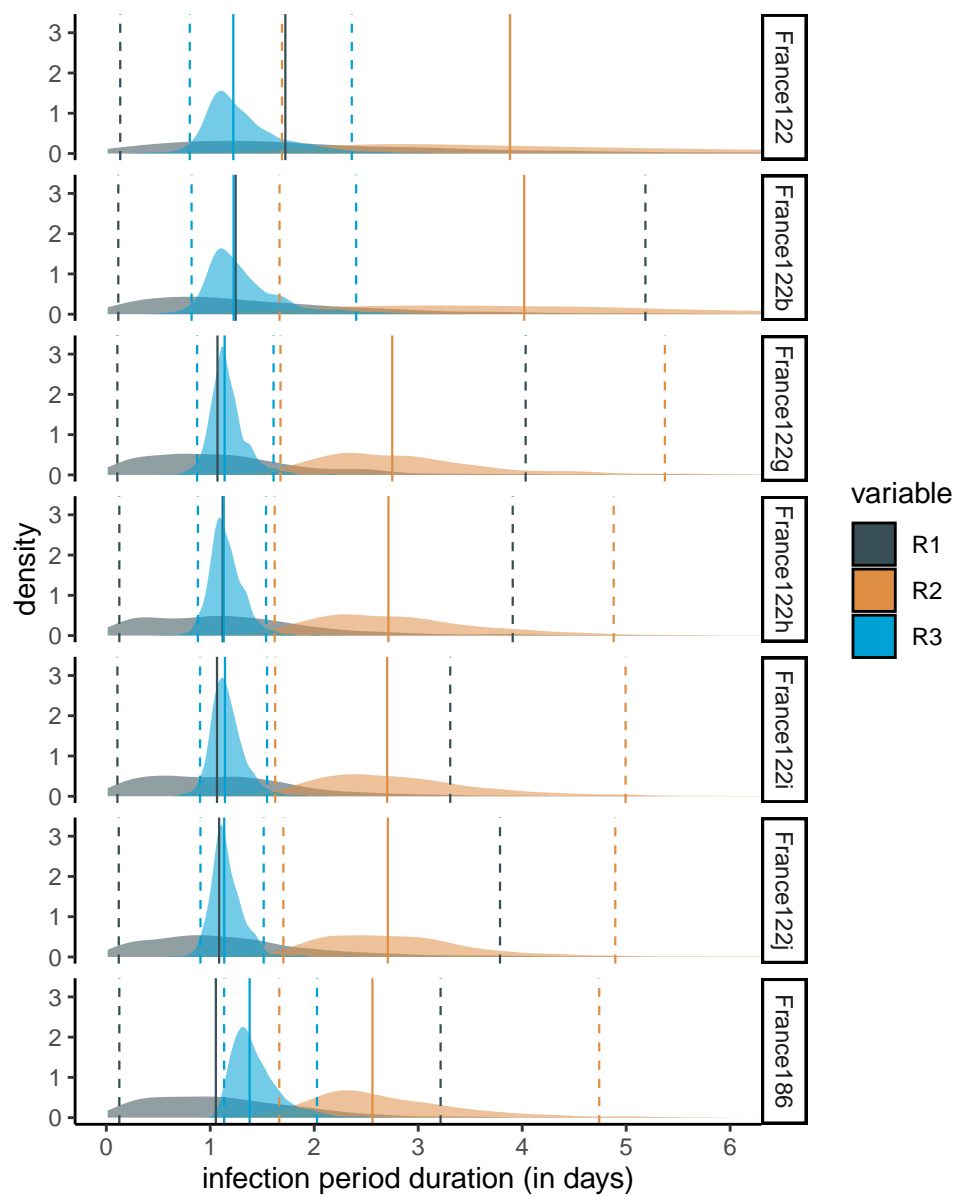 3
2
1
0
France122
3
2
1
0
France122b
3
2
1
0
France122g
3
2
1
0
France122h
3
2
1
0
France122i
3
2
1
0
France122j
3
2
1
0
France186
0 1 2 3 4 5 6
infection period duration (in days)
density
variable
R1
R2
R3